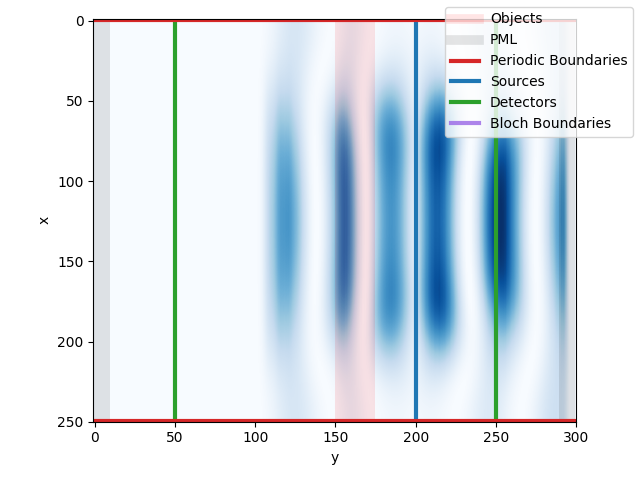 Objects
PML
Periodic Boundaries
Sources
Detectors
Bloch Boundaries
0
50
100
150
200
250
x
0 50 100 150 200 250 300
y